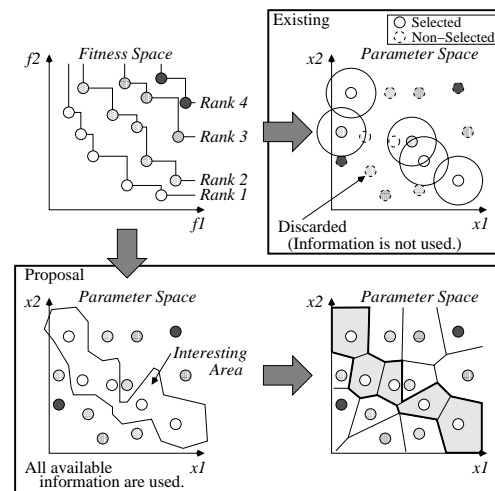 Existing
Selected
Non–Selected
f2
Fitness Space
Rank 4
Rank 3
Rank 2
Rank 1
f1
x2
Parameter Space
Discarded
(Information is not used.)
x1
Proposal
x2
Parameter Space
Interesting
Area
x1
All available
information are used.
x2
Parameter Space
x1